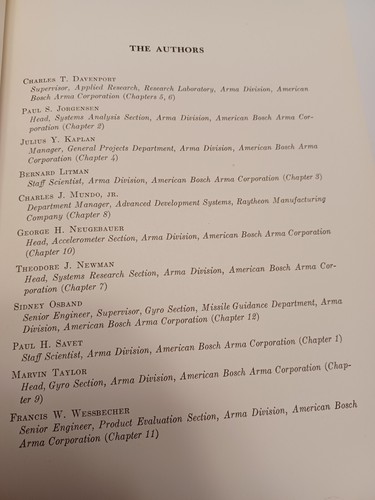 THE AUTHORS
CHARLES T. DAVENPORT
Supervisor, Applied Research, Research Laboratory, Arma Division, American
Bosch Arma Corporation (Chapters 5, 6)
PAUL S. JORGENSEN
Head, Systems Analysis Section, Arma Division, American Bosch Arma Cor-
poration (Chapter 2)
JULIUS Y. KAPLAN
Manager, General Projects Department, Arma Division, American Bosch Arma
Corporation (Chapter 4)
BERNARD LITMAN
Staff Scientist, Arma Division, American Bosch Arma Corporation (Chapter 3)
CHARLES J. MUNDO, JR.
Department Manager, Advanced Development Systems, Raytheon Manufacturing
Company (Chapter 8)
GEORGE H. NEUGEBAUER
Head, Accelerometer Section, Arma Division, American Bosch Arma Corporation
(Chapter 10)
THEODORE J. NEWMAN
Head, Systems Research Section, Arma Division, American Bosch Arma Cor-
poration (Chapter 7)
SIDNEY OSBAND
Senior Engineer, Supervisor, Gyro Section, Missile Guidance Department, Arma
Division, American Bosch Arma Corporation (Chapter 12)
PAUL H. SAVET
Staff Scientist, Arma Division, American Bosch Arma Corporation (Chapter 1)
MARVIN TAYLOR
Head, Gyro Section, Arma Division, American Bosch Arma Corporation (Chap-
ter 9)
FRANCIS W. WESSBECHER
Senior Engineer, Product Evaluation Section, Arma Division, American Bosch
Arma Corporation (Chapter 11)